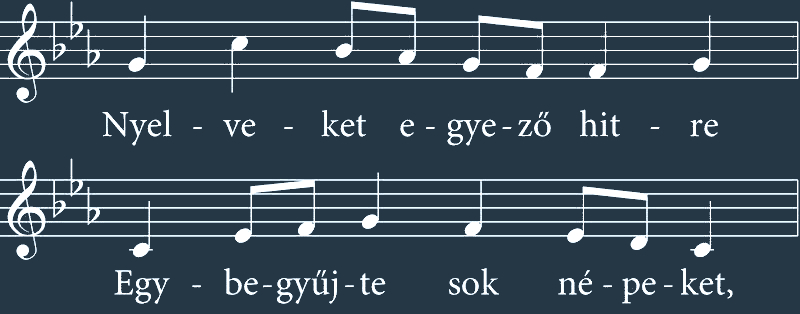 Nyel - ve - ket e - gye - ző hit - re
Egy - be - gyűj - te sok né - pe - ket,